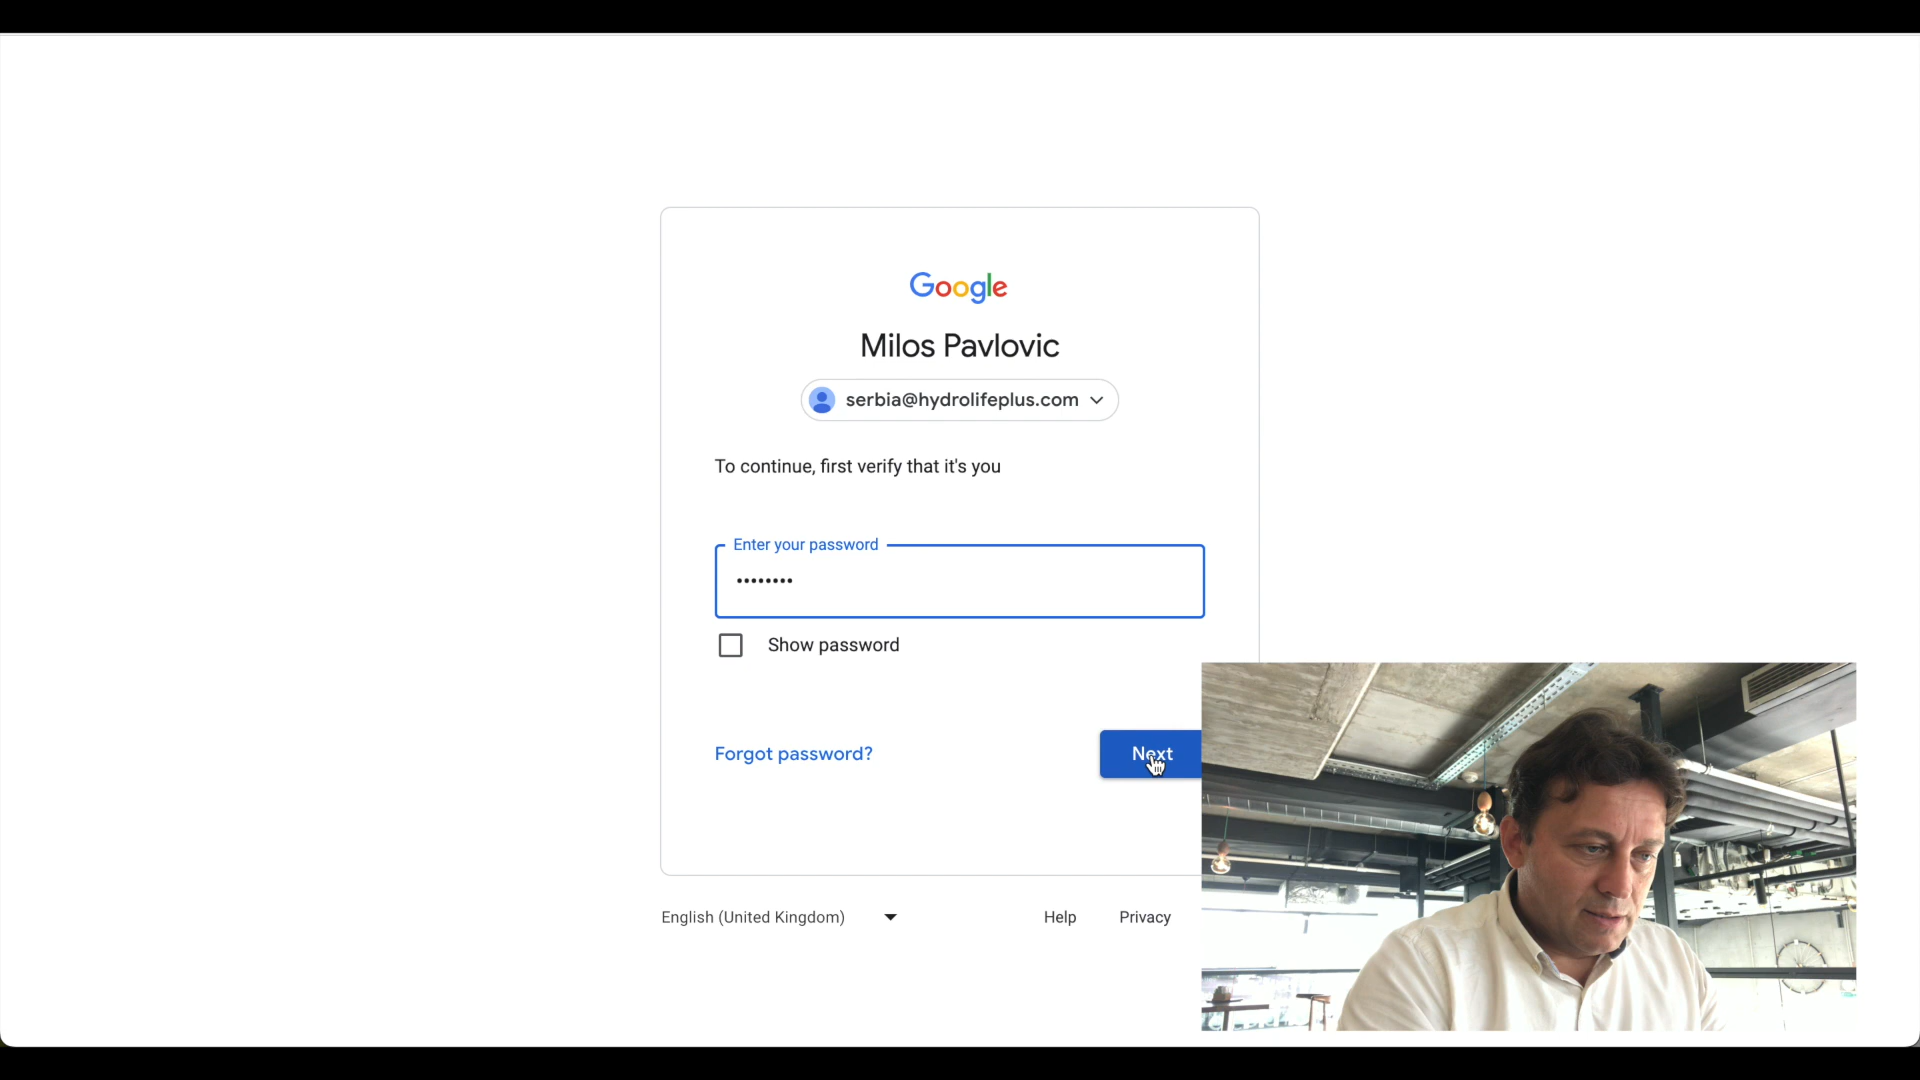 Google
Milos Pavlovic
serbia@hydrolifeplus.com
To continue, first verify that it's you
Enter your password
••••••••
Show password
Forgot password?
Next
English (United Kingdom)
Help
Privacy